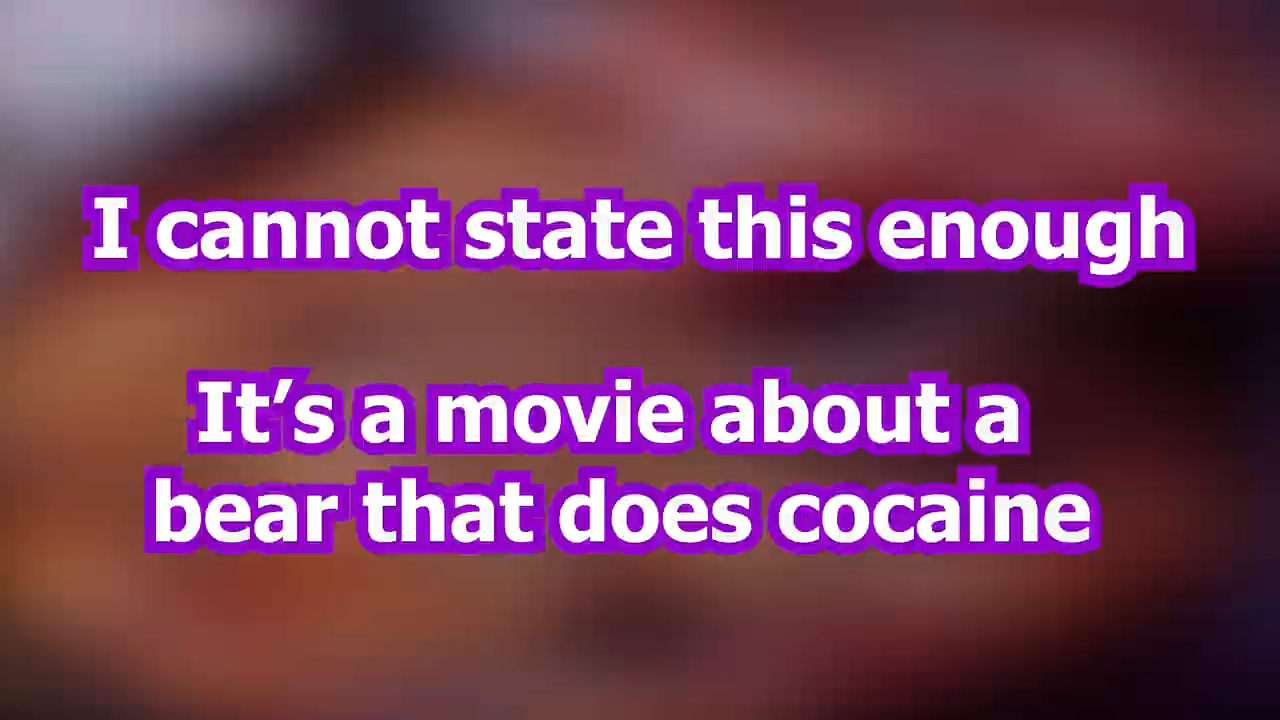 I cannot state this enough
It’s a movie about a
bear that does cocaine